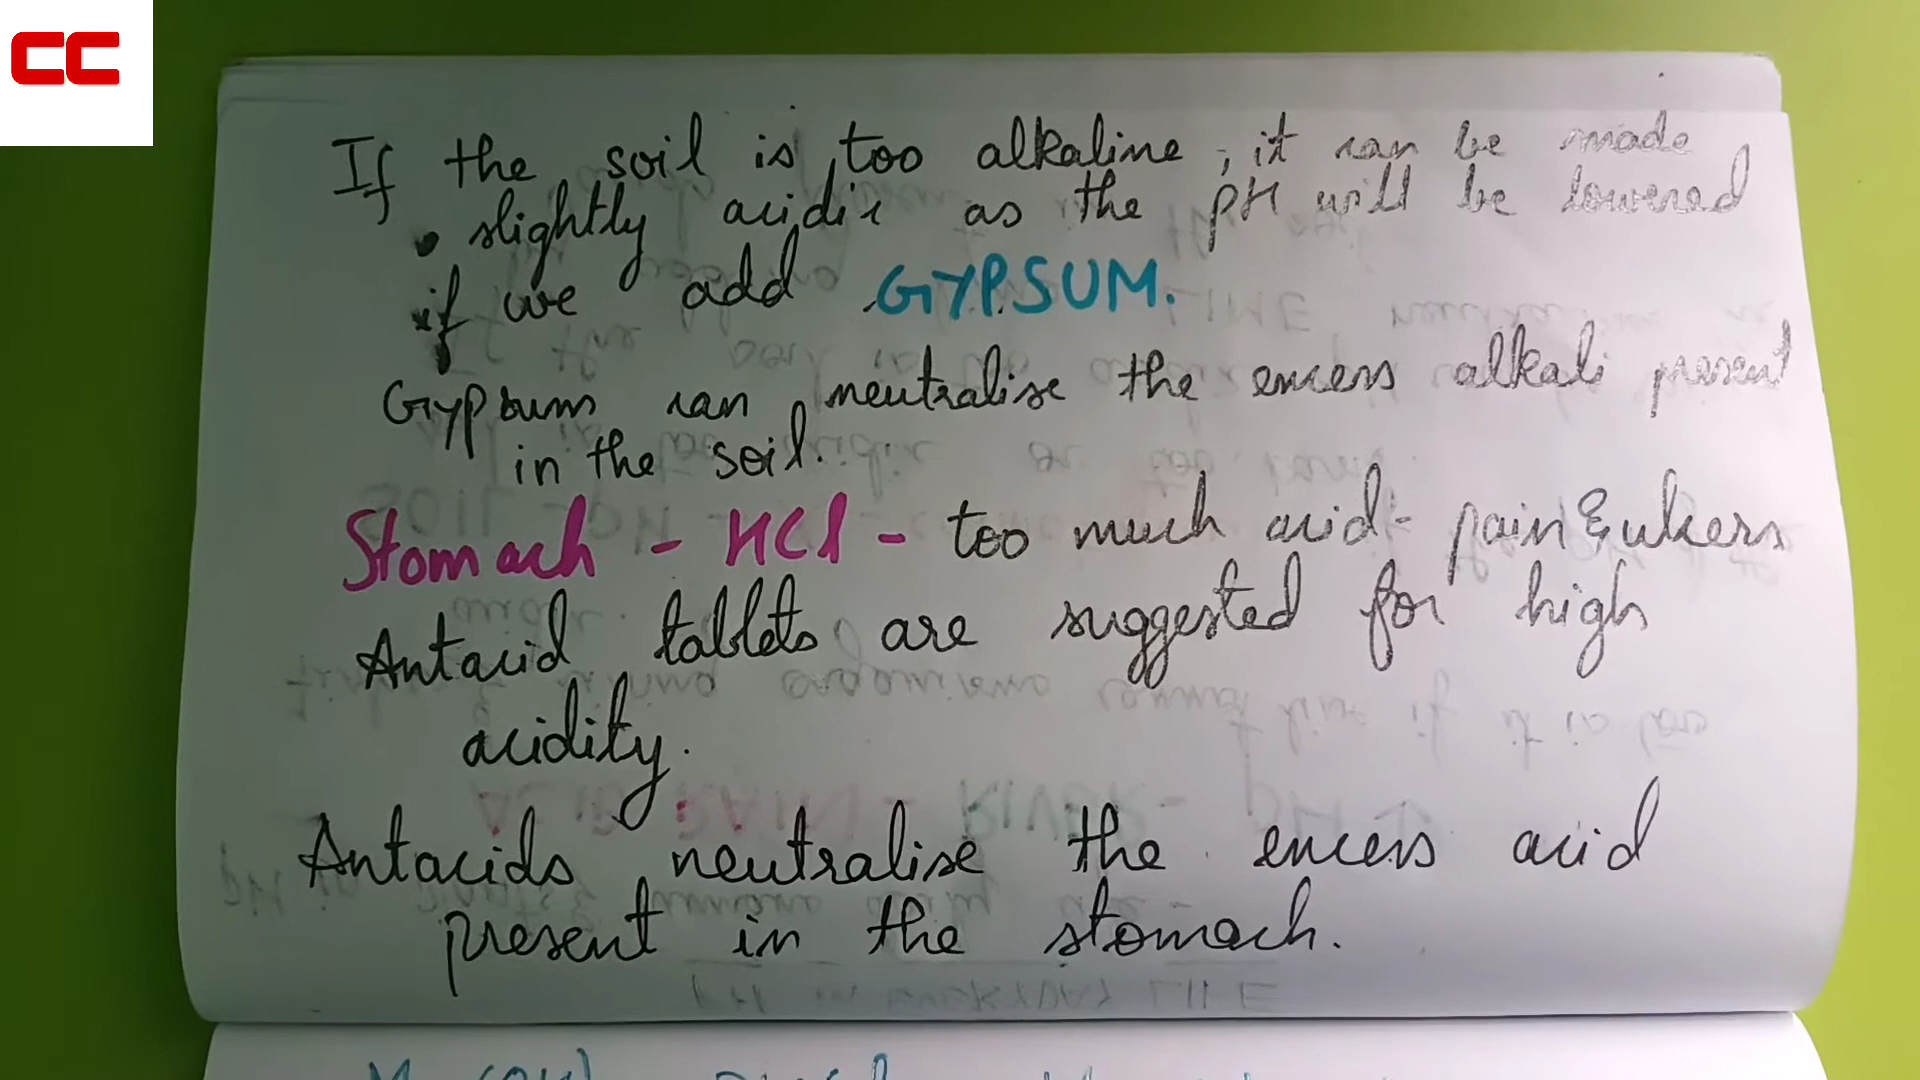 CC
If the soil is too alkaline, it can be made
slightly acidic as the pH will be lowered
if we add GYPSUM.
Gypsum can neutralise the excess alkali present
in the soil.
Stomach - HCl - too much acid - pain & ulcers
Antacid tablets are suggested for high
acidity.
Antacids neutralise the excess acid
present in the stomach.